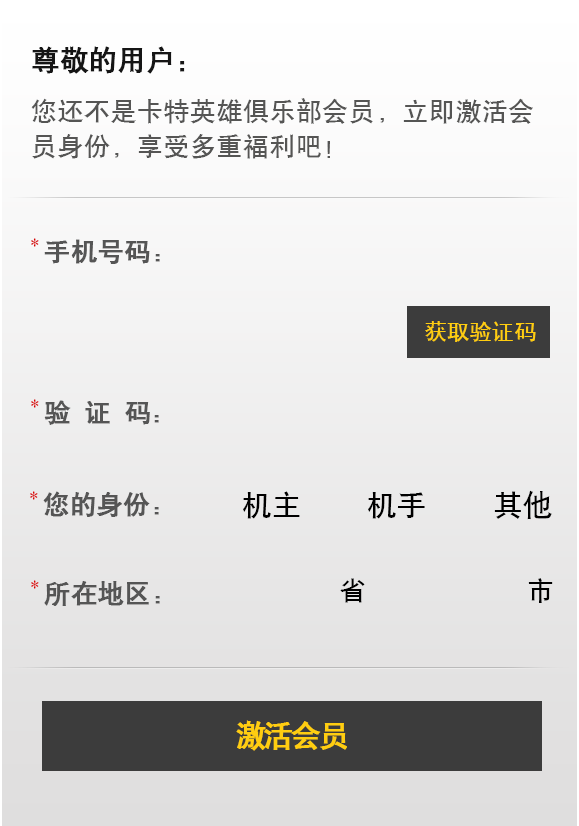 尊敬的用户：
您还不是卡特英雄俱乐部会员，立即激活会
员身份，享受多重福利吧！
*手机号码：
获取验证码
*验 证 码：
*您的身份： 机主 机手 其他
*所在地区： 省 市
激活会员